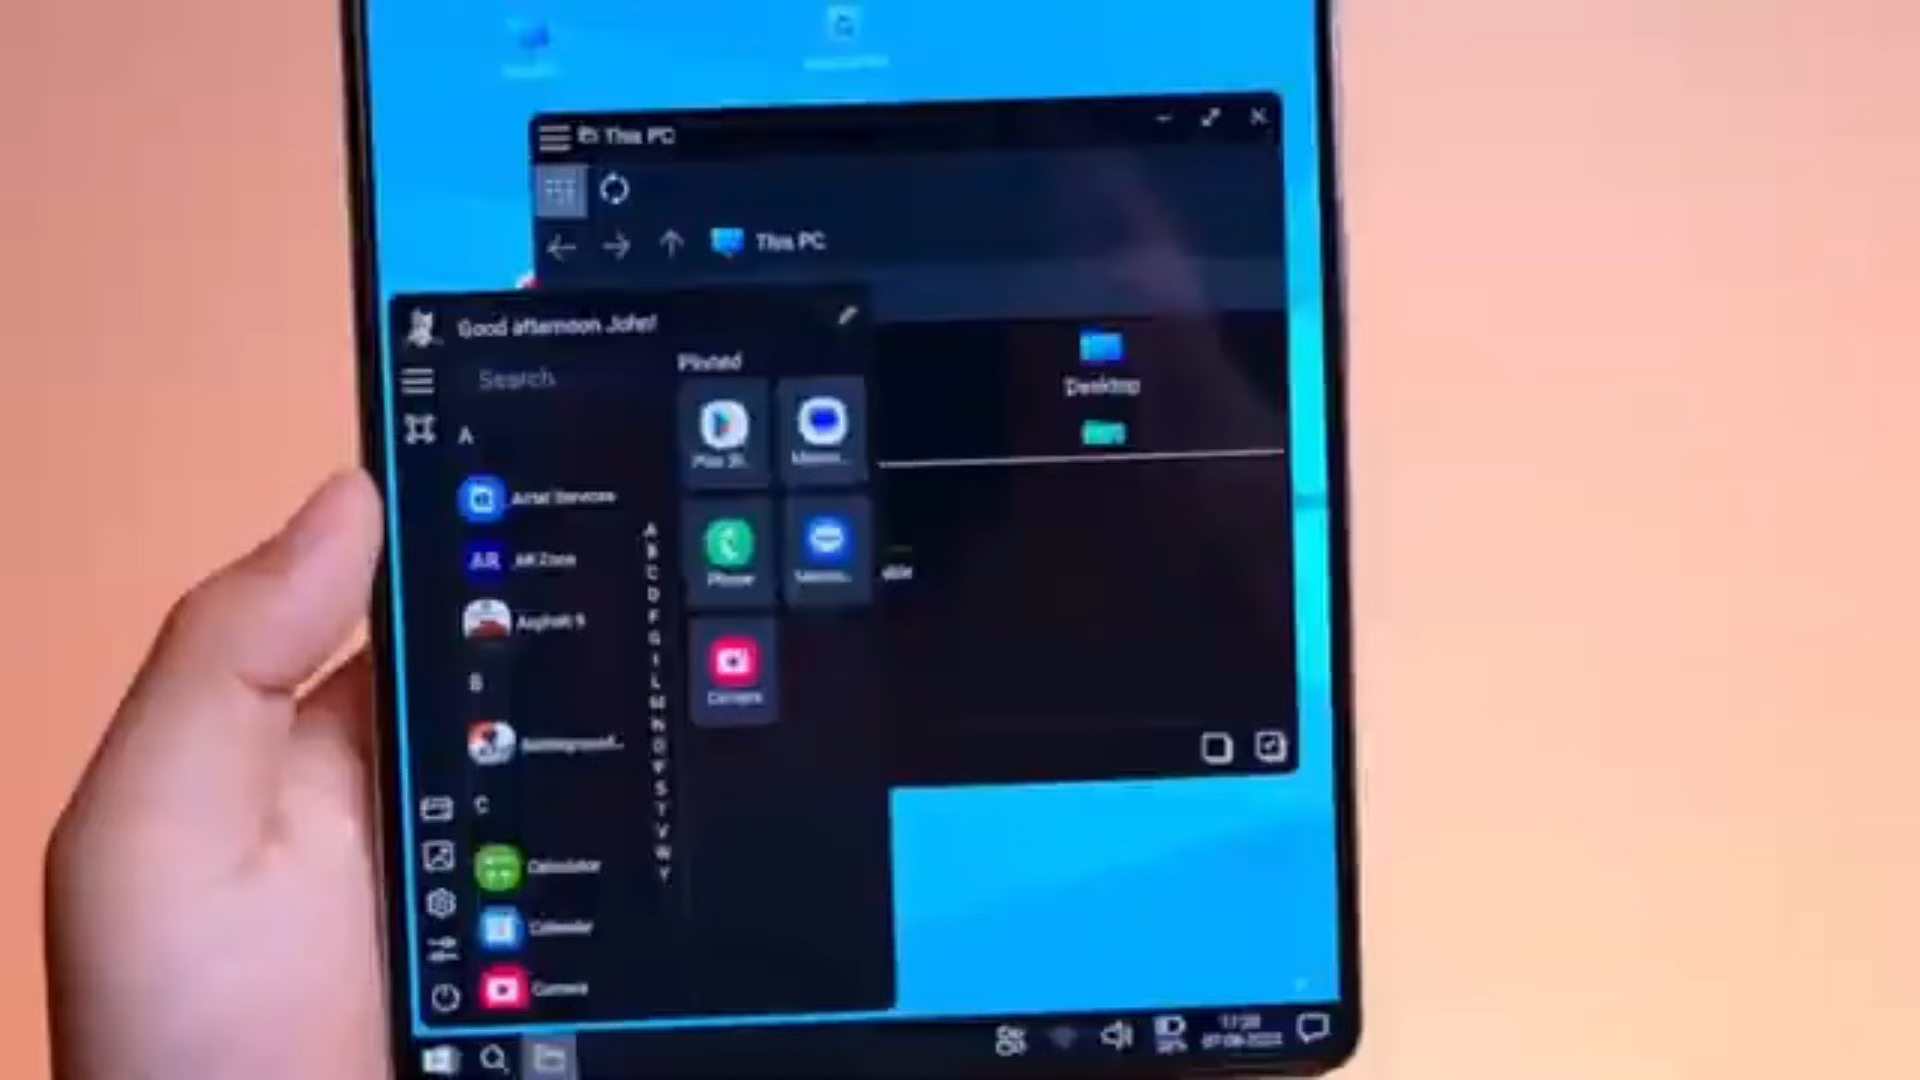 This PC
This PC
Good afternoon John!
Search
Pinned
Desktop
A
Airtel Services
AR
AR Zone
Asphalt 9
B
C
Calculator
Calendar
Camera
Phone
Camera
A
B
C
D
F
G
I
L
M
N
O
P
S
T
V
W
Y